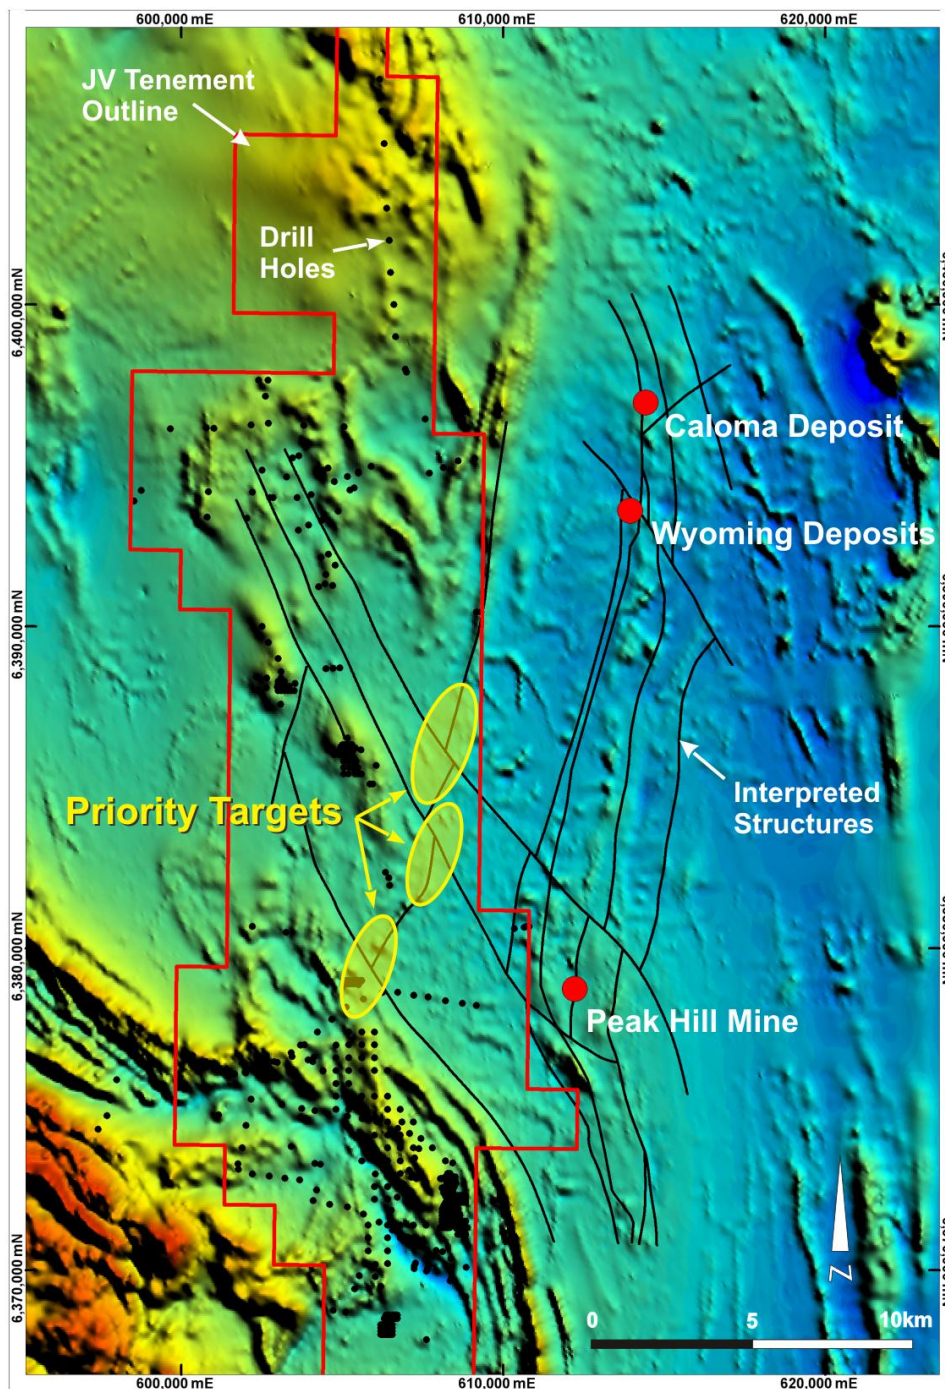 600,000 mE 610,000 mE 620,000 mE
JV Tenement
Outline
Drill
Holes
6,400,000 mN
Caloma Deposit
Wyoming Deposits
6,390,000 mN
Priority Targets
Interpreted
Structures
6,380,000 mN
Peak Hill Mine
6,370,000 mN
N
0 5 10km
600,000 mE 610,000 mE 620,000 mE